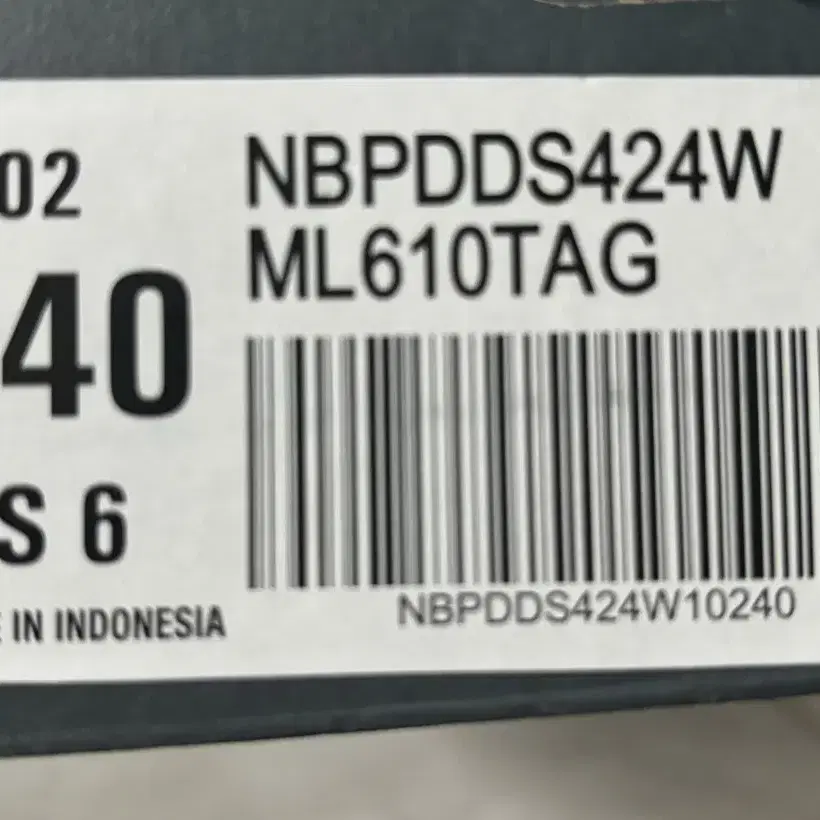 02
NBPDDS424W
ML610TAG
40
S 6
IN INDONESIA
NBPDDS424W10240